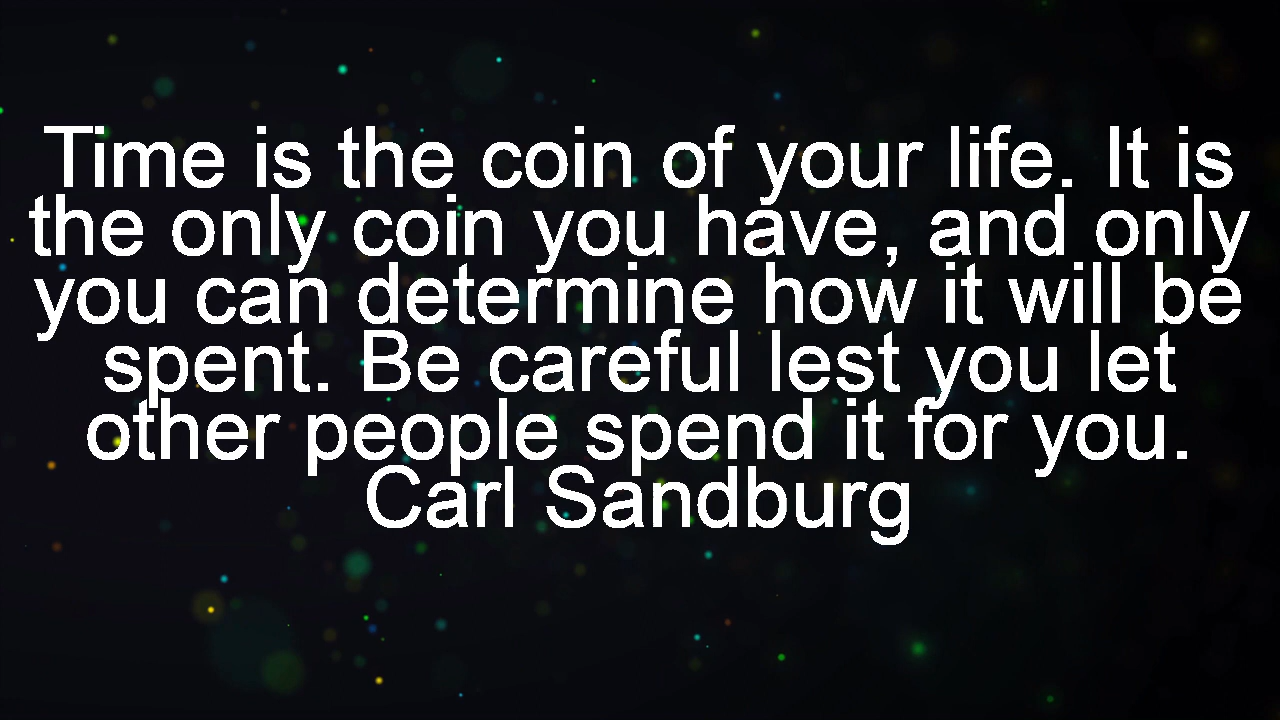 Time is the coin of your life. It is
the only coin you have, and only
you can determine how it will be
spent. Be careful lest you let
other people spend it for you.
Carl Sandburg